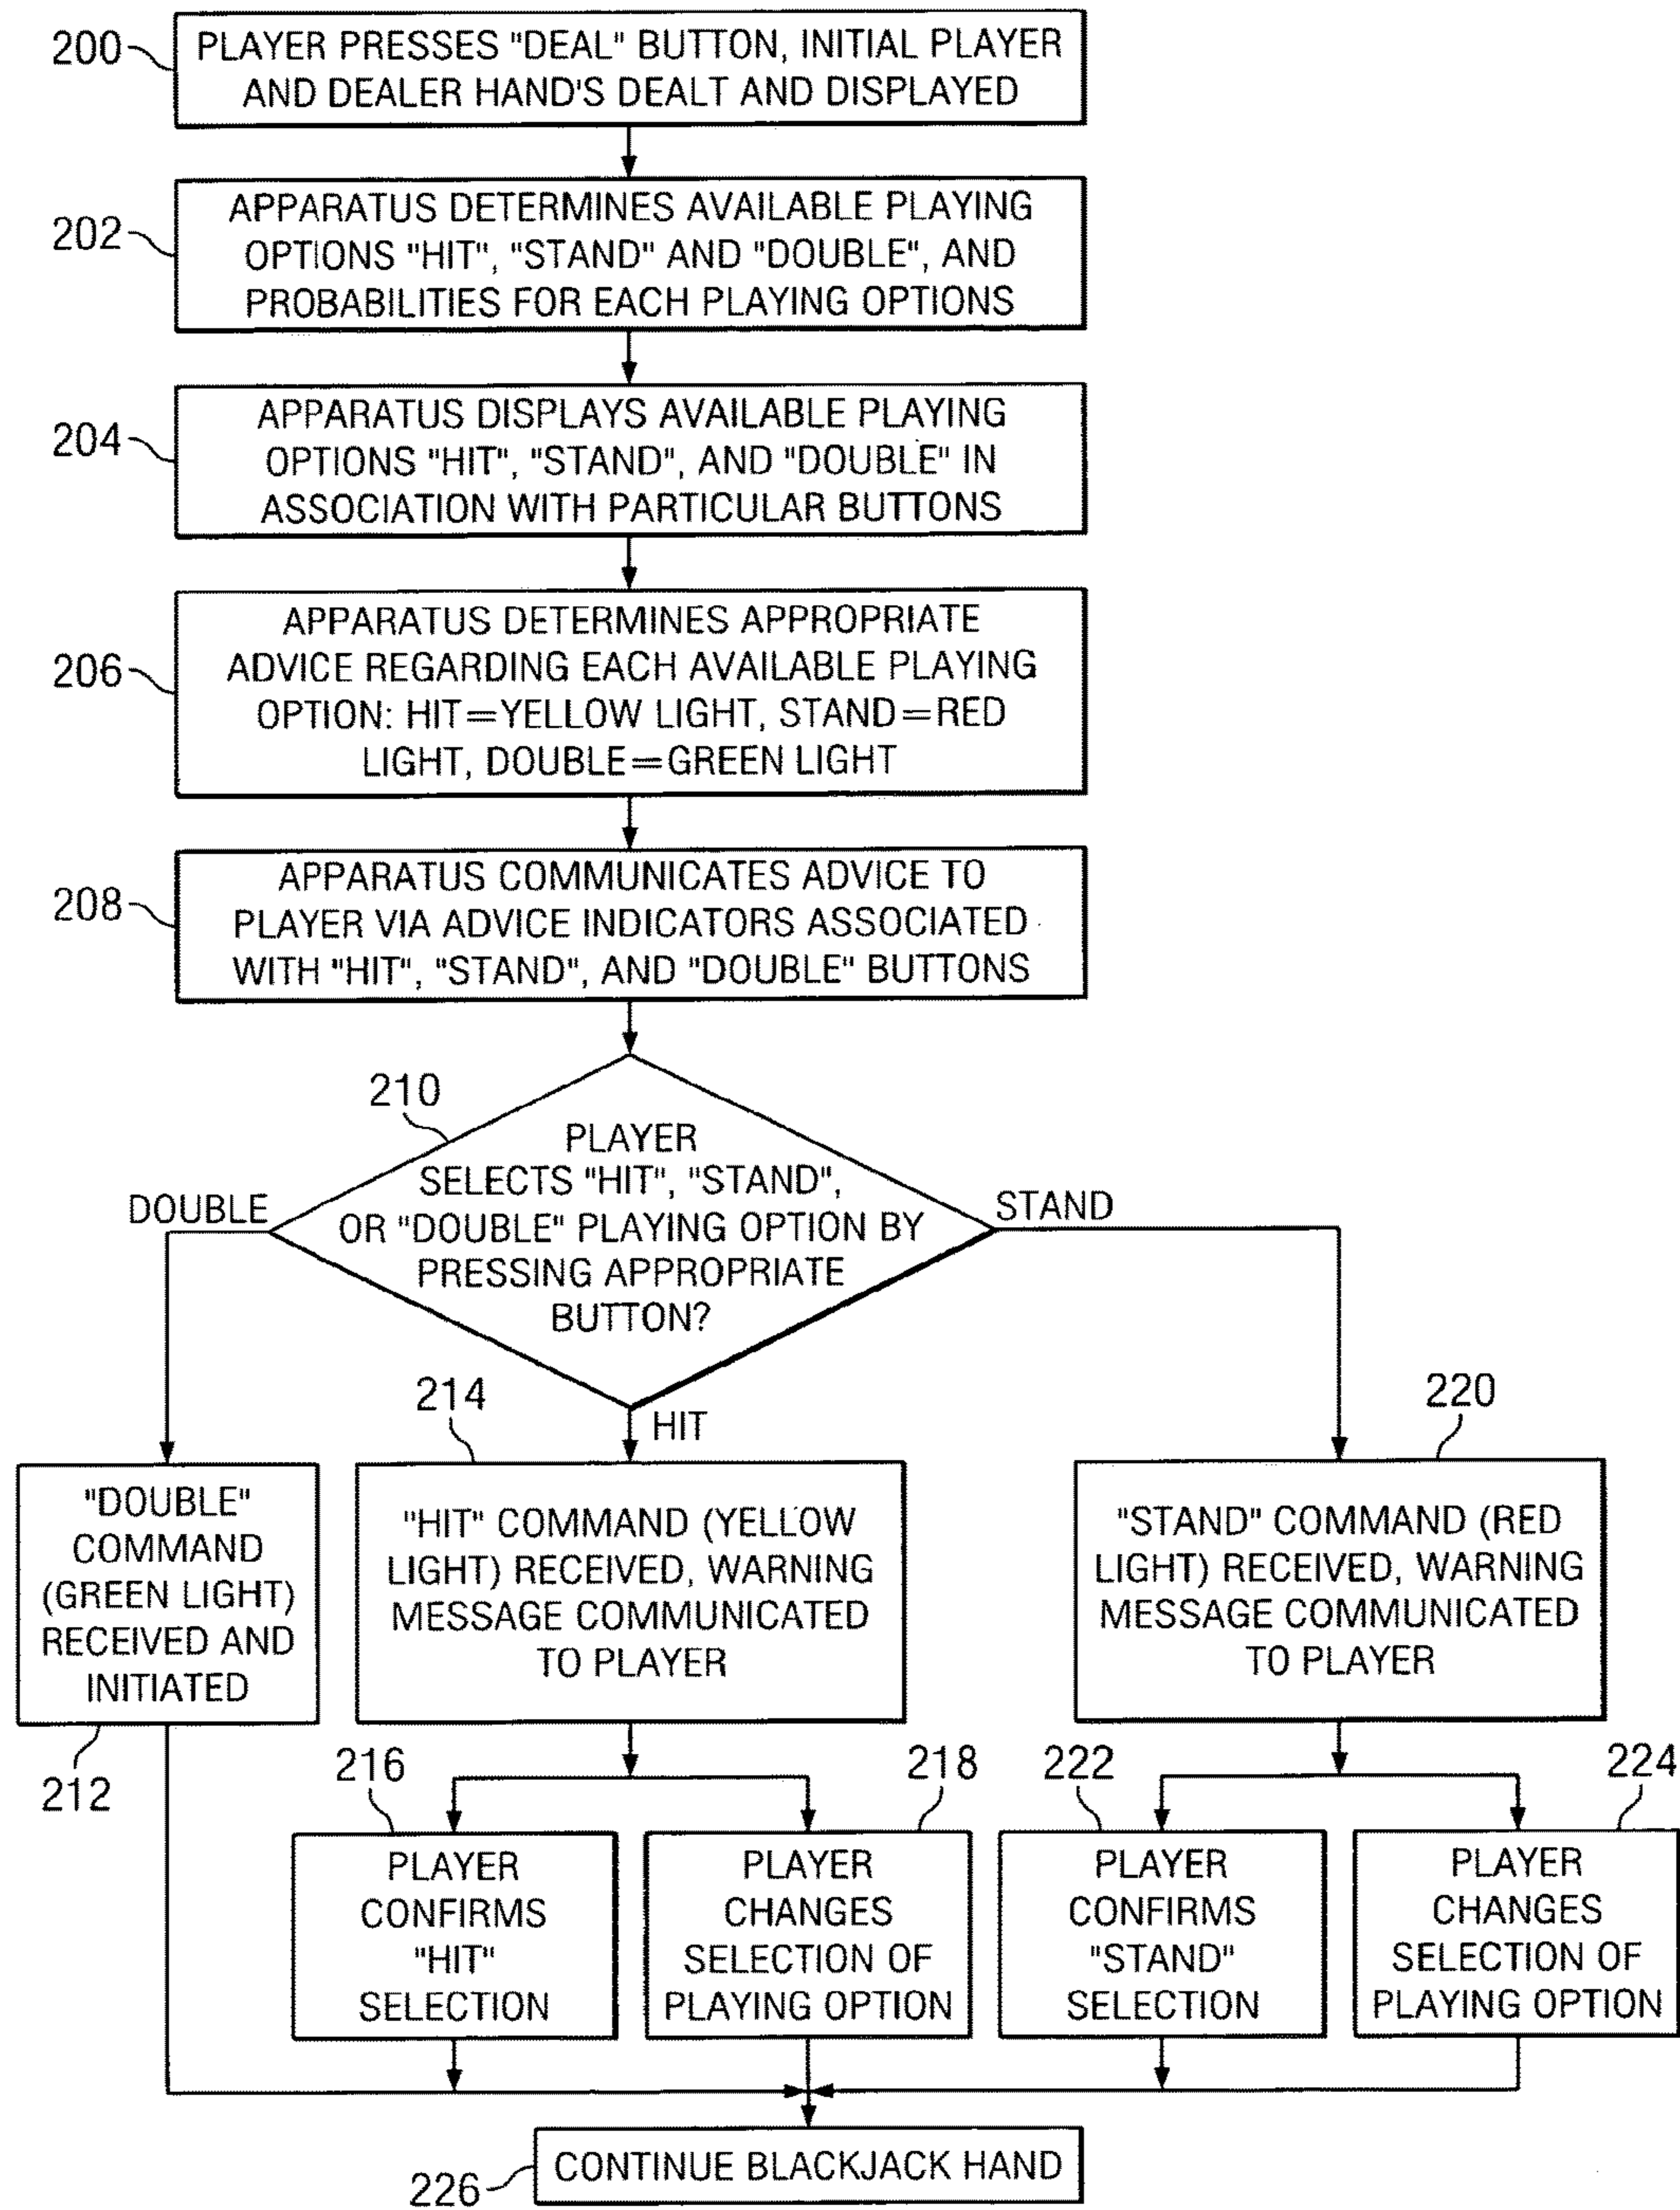 200
PLAYER PRESSES "DEAL" BUTTON, INITIAL PLAYER
AND DEALER HAND'S DEALT AND DISPLAYED
202
APPARATUS DETERMINES AVAILABLE PLAYING
OPTIONS "HIT", "STAND" AND "DOUBLE", AND
PROBABILITIES FOR EACH PLAYING OPTIONS
204
APPARATUS DISPLAYS AVAILABLE PLAYING
OPTIONS "HIT", "STAND", AND "DOUBLE" IN
ASSOCIATION WITH PARTICULAR BUTTONS
206
APPARATUS DETERMINES APPROPRIATE
ADVICE REGARDING EACH AVAILABLE PLAYING
OPTION: HIT=YELLOW LIGHT, STAND=RED
LIGHT, DOUBLE=GREEN LIGHT
208
APPARATUS COMMUNICATES ADVICE TO
PLAYER VIA ADVICE INDICATORS ASSOCIATED
WITH "HIT", "STAND", AND "DOUBLE" BUTTONS
210
PLAYER
SELECTS "HIT", "STAND",
OR "DOUBLE" PLAYING OPTION BY
PRESSING APPROPRIATE
BUTTON?
DOUBLE
STAND
HIT
"DOUBLE"
COMMAND
(GREEN LIGHT)
RECEIVED AND
INITIATED
212
214
"HIT" COMMAND (YELLOW
LIGHT) RECEIVED, WARNING
MESSAGE COMMUNICATED
TO PLAYER
220
"STAND" COMMAND (RED
LIGHT) RECEIVED, WARNING
MESSAGE COMMUNICATED
TO PLAYER
216
PLAYER
CONFIRMS
"HIT"
SELECTION
218
PLAYER
CHANGES
SELECTION OF
PLAYING OPTION
222
PLAYER
CONFIRMS
"STAND"
SELECTION
224
PLAYER
CHANGES
SELECTION OF
PLAYING OPTION
226
CONTINUE BLACKJACK HAND